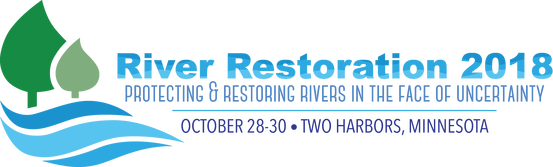 River Restoration 2018
PROTECTING & RESTORING RIVERS IN THE FACE OF UNCERTAINTY
OCTOBER 28-30 • TWO HARBORS, MINNESOTA